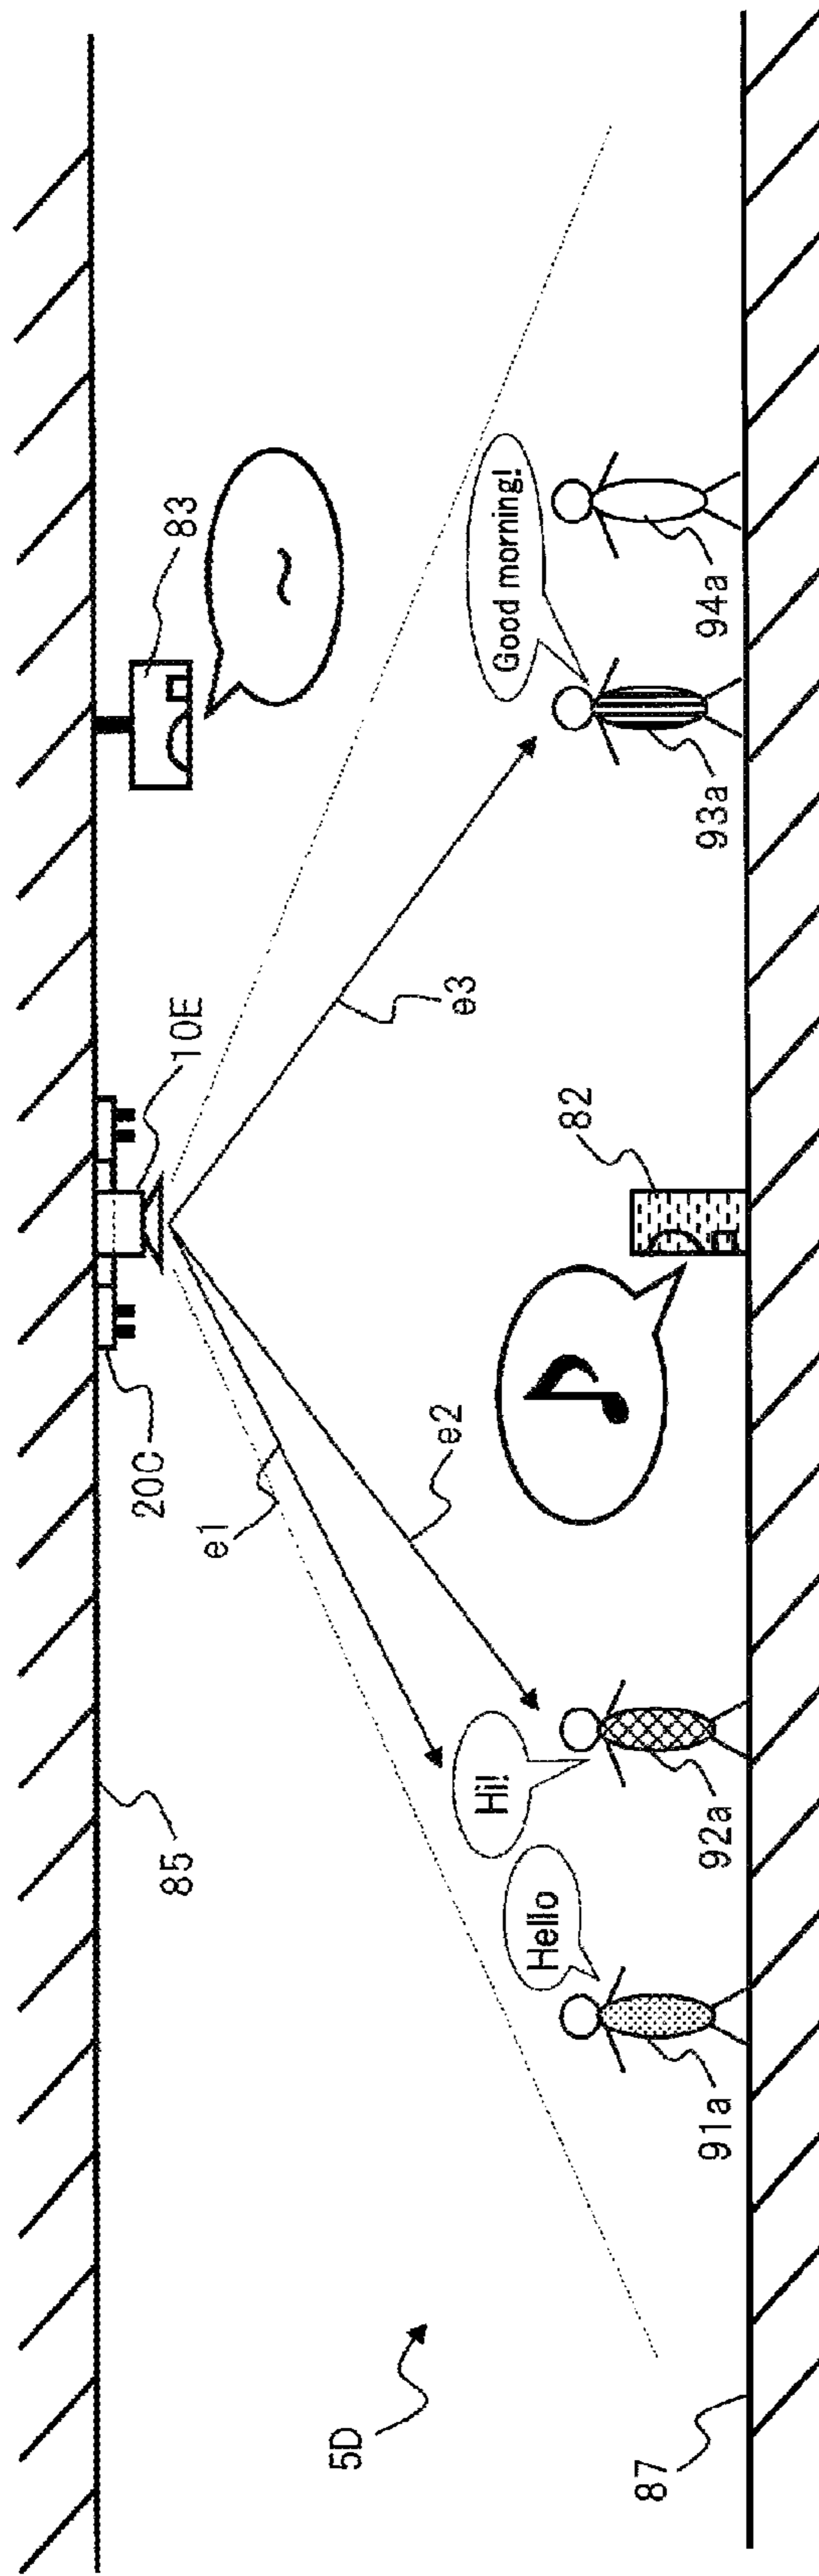 20C
10E
83
85
e1
~
5D
e2
e3
Hi!
Good morning!
Hello
82
87
91a
92a
93a
94a